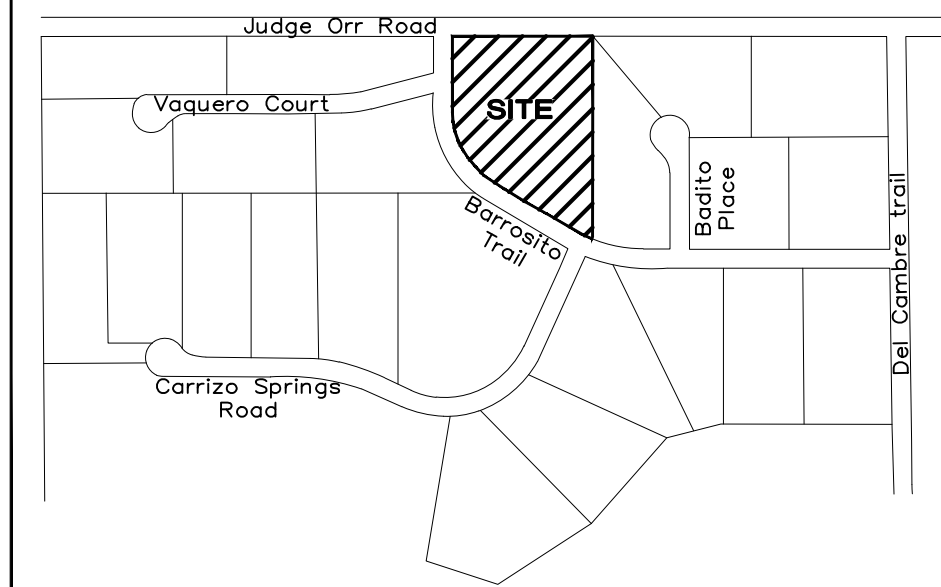 Judge Orr Road
Vaquero Court
SITE
Badito
Place
Barrosito
Trail
Del Cambre trail
Carrizo Springs
Road